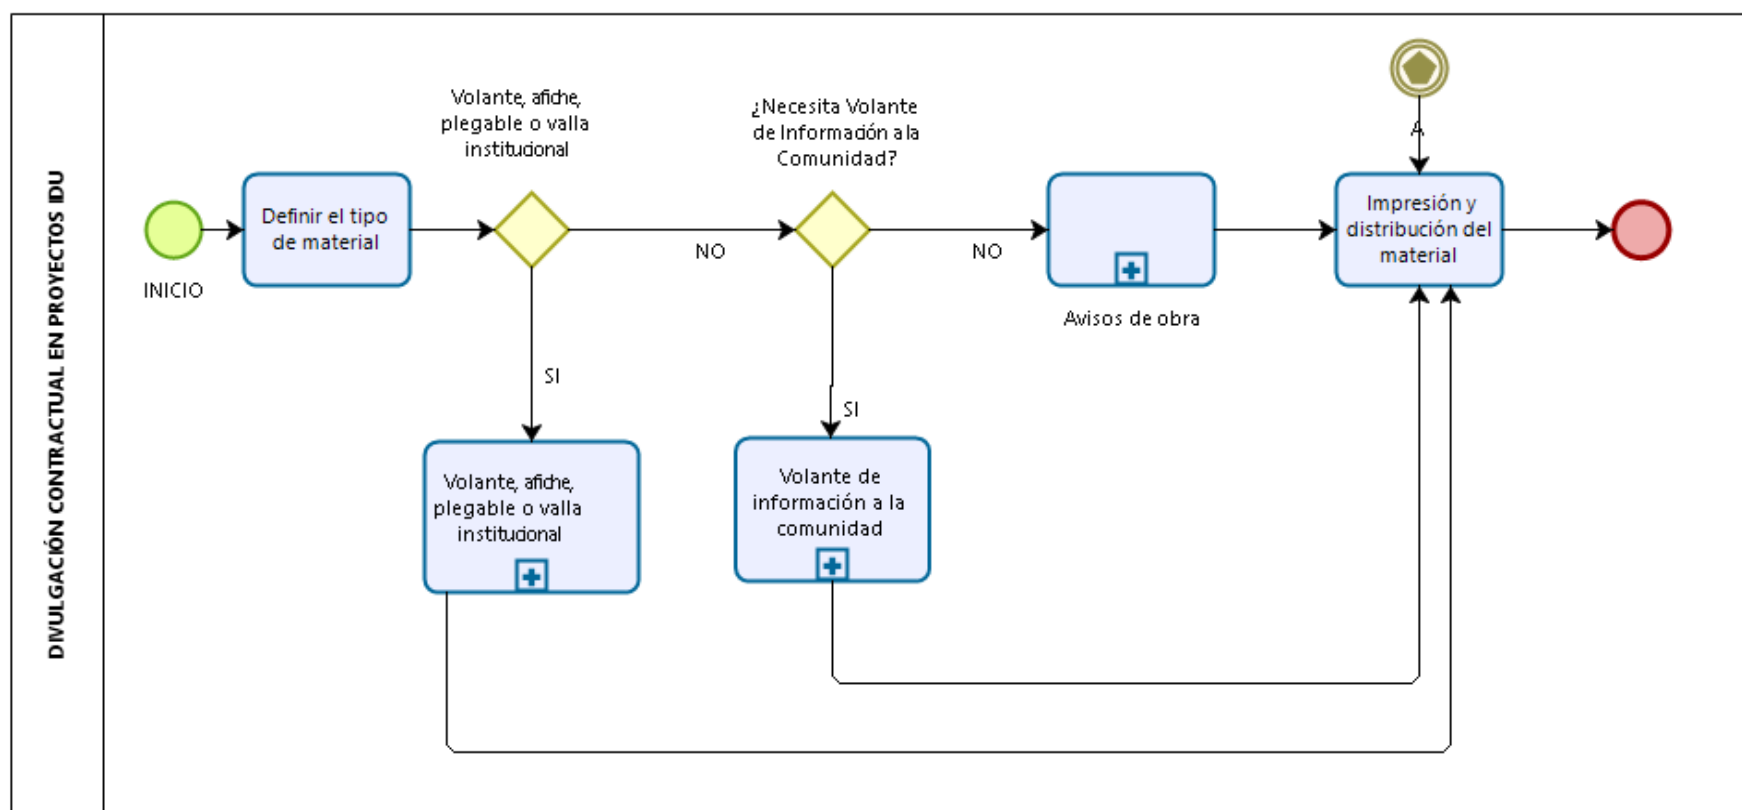 DIVULGACIÓN CONTRACTUAL EN PROYECTOS IDU
INICIO
Definir el tipo
de material
Volante, afiche,
plegable o valla
institucional
NO
SI
Volante, afiche,
plegable o valla
institucional
¿Necesita Volante
de Información a la
Comunidad?
NO
SI
Volante de
información a la
comunidad
Avisos de obra
A
Impresión y
distribución del
material